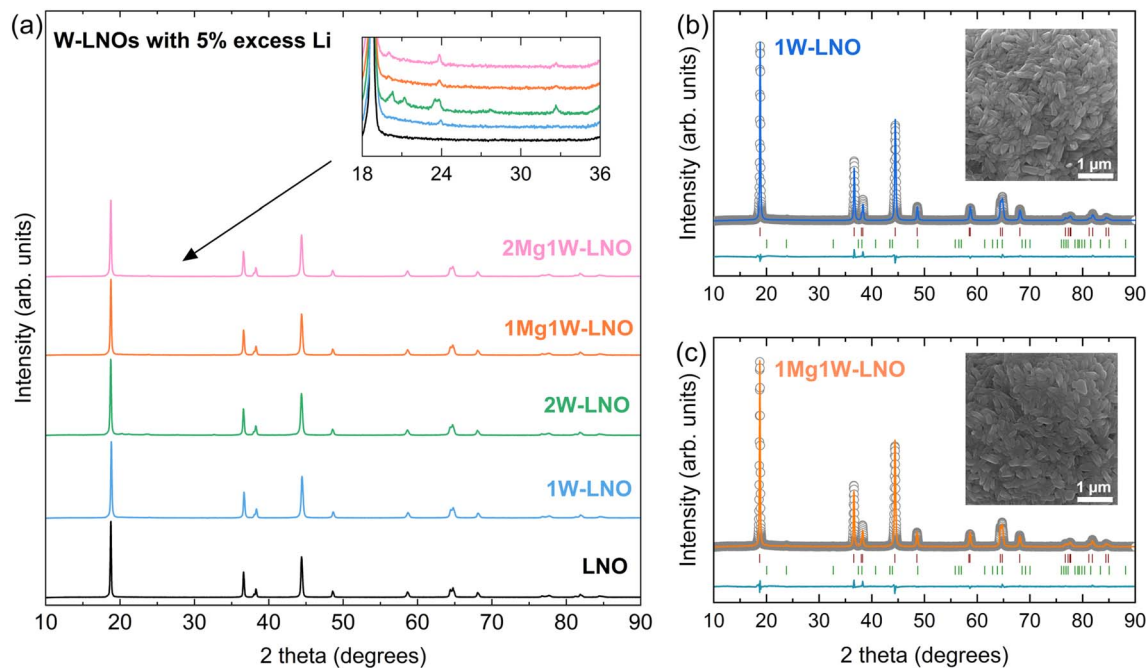 (a)
W-LNOs with 5% excess Li
18 24 30 36
2Mg1W-LNO
1Mg1W-LNO
2W-LNO
1W-LNO
LNO
Intensity (arb. units)
10 20 30 40 50 60 70 80 90
2 theta (degrees)
(b)
1W-LNO
1 µm
Intensity (arb. units)
10 20 30 40 50 60 70 80 90
(c)
1Mg1W-LNO
1 µm
Intensity (arb. units)
10 20 30 40 50 60 70 80 90
2 theta (degrees)